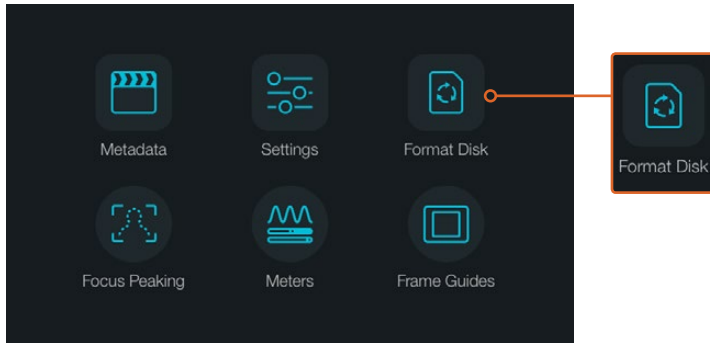 Metadata
Settings
Format Disk
Format Disk
Focus Peaking
Meters
Frame Guides